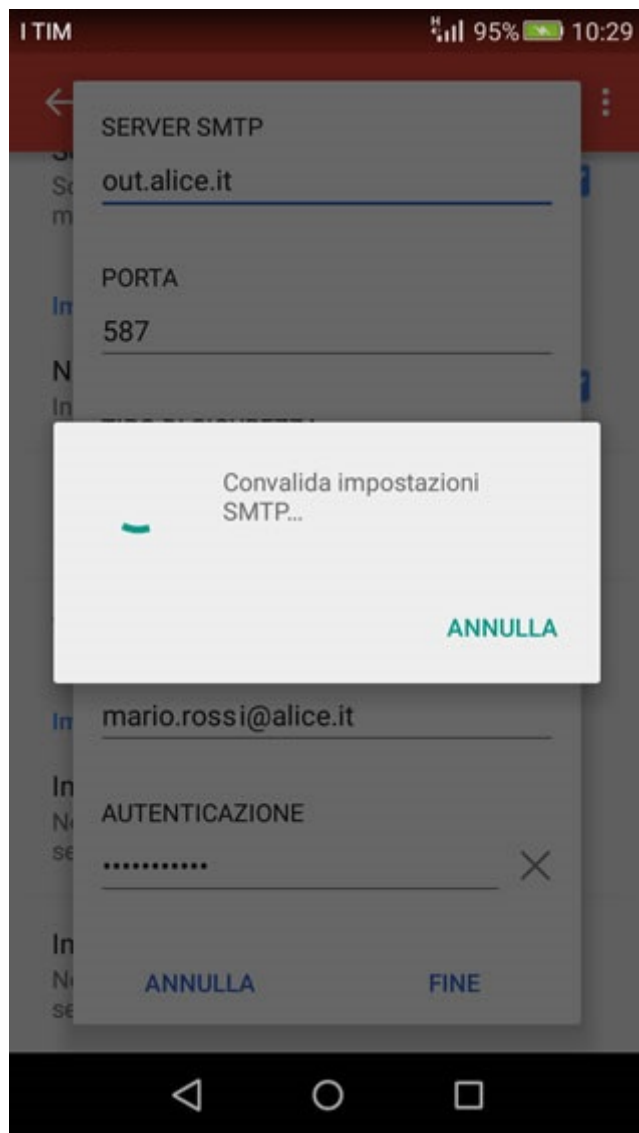 I TIM
H 95% 10:29
SERVER SMTP
out.alice.it
PORTA
587
Convalida impostazioni
SMTP...
ANNULLA
mario.rossi@alice.it
AUTENTICAZIONE
•••••••••••
ANNULLA
FINE